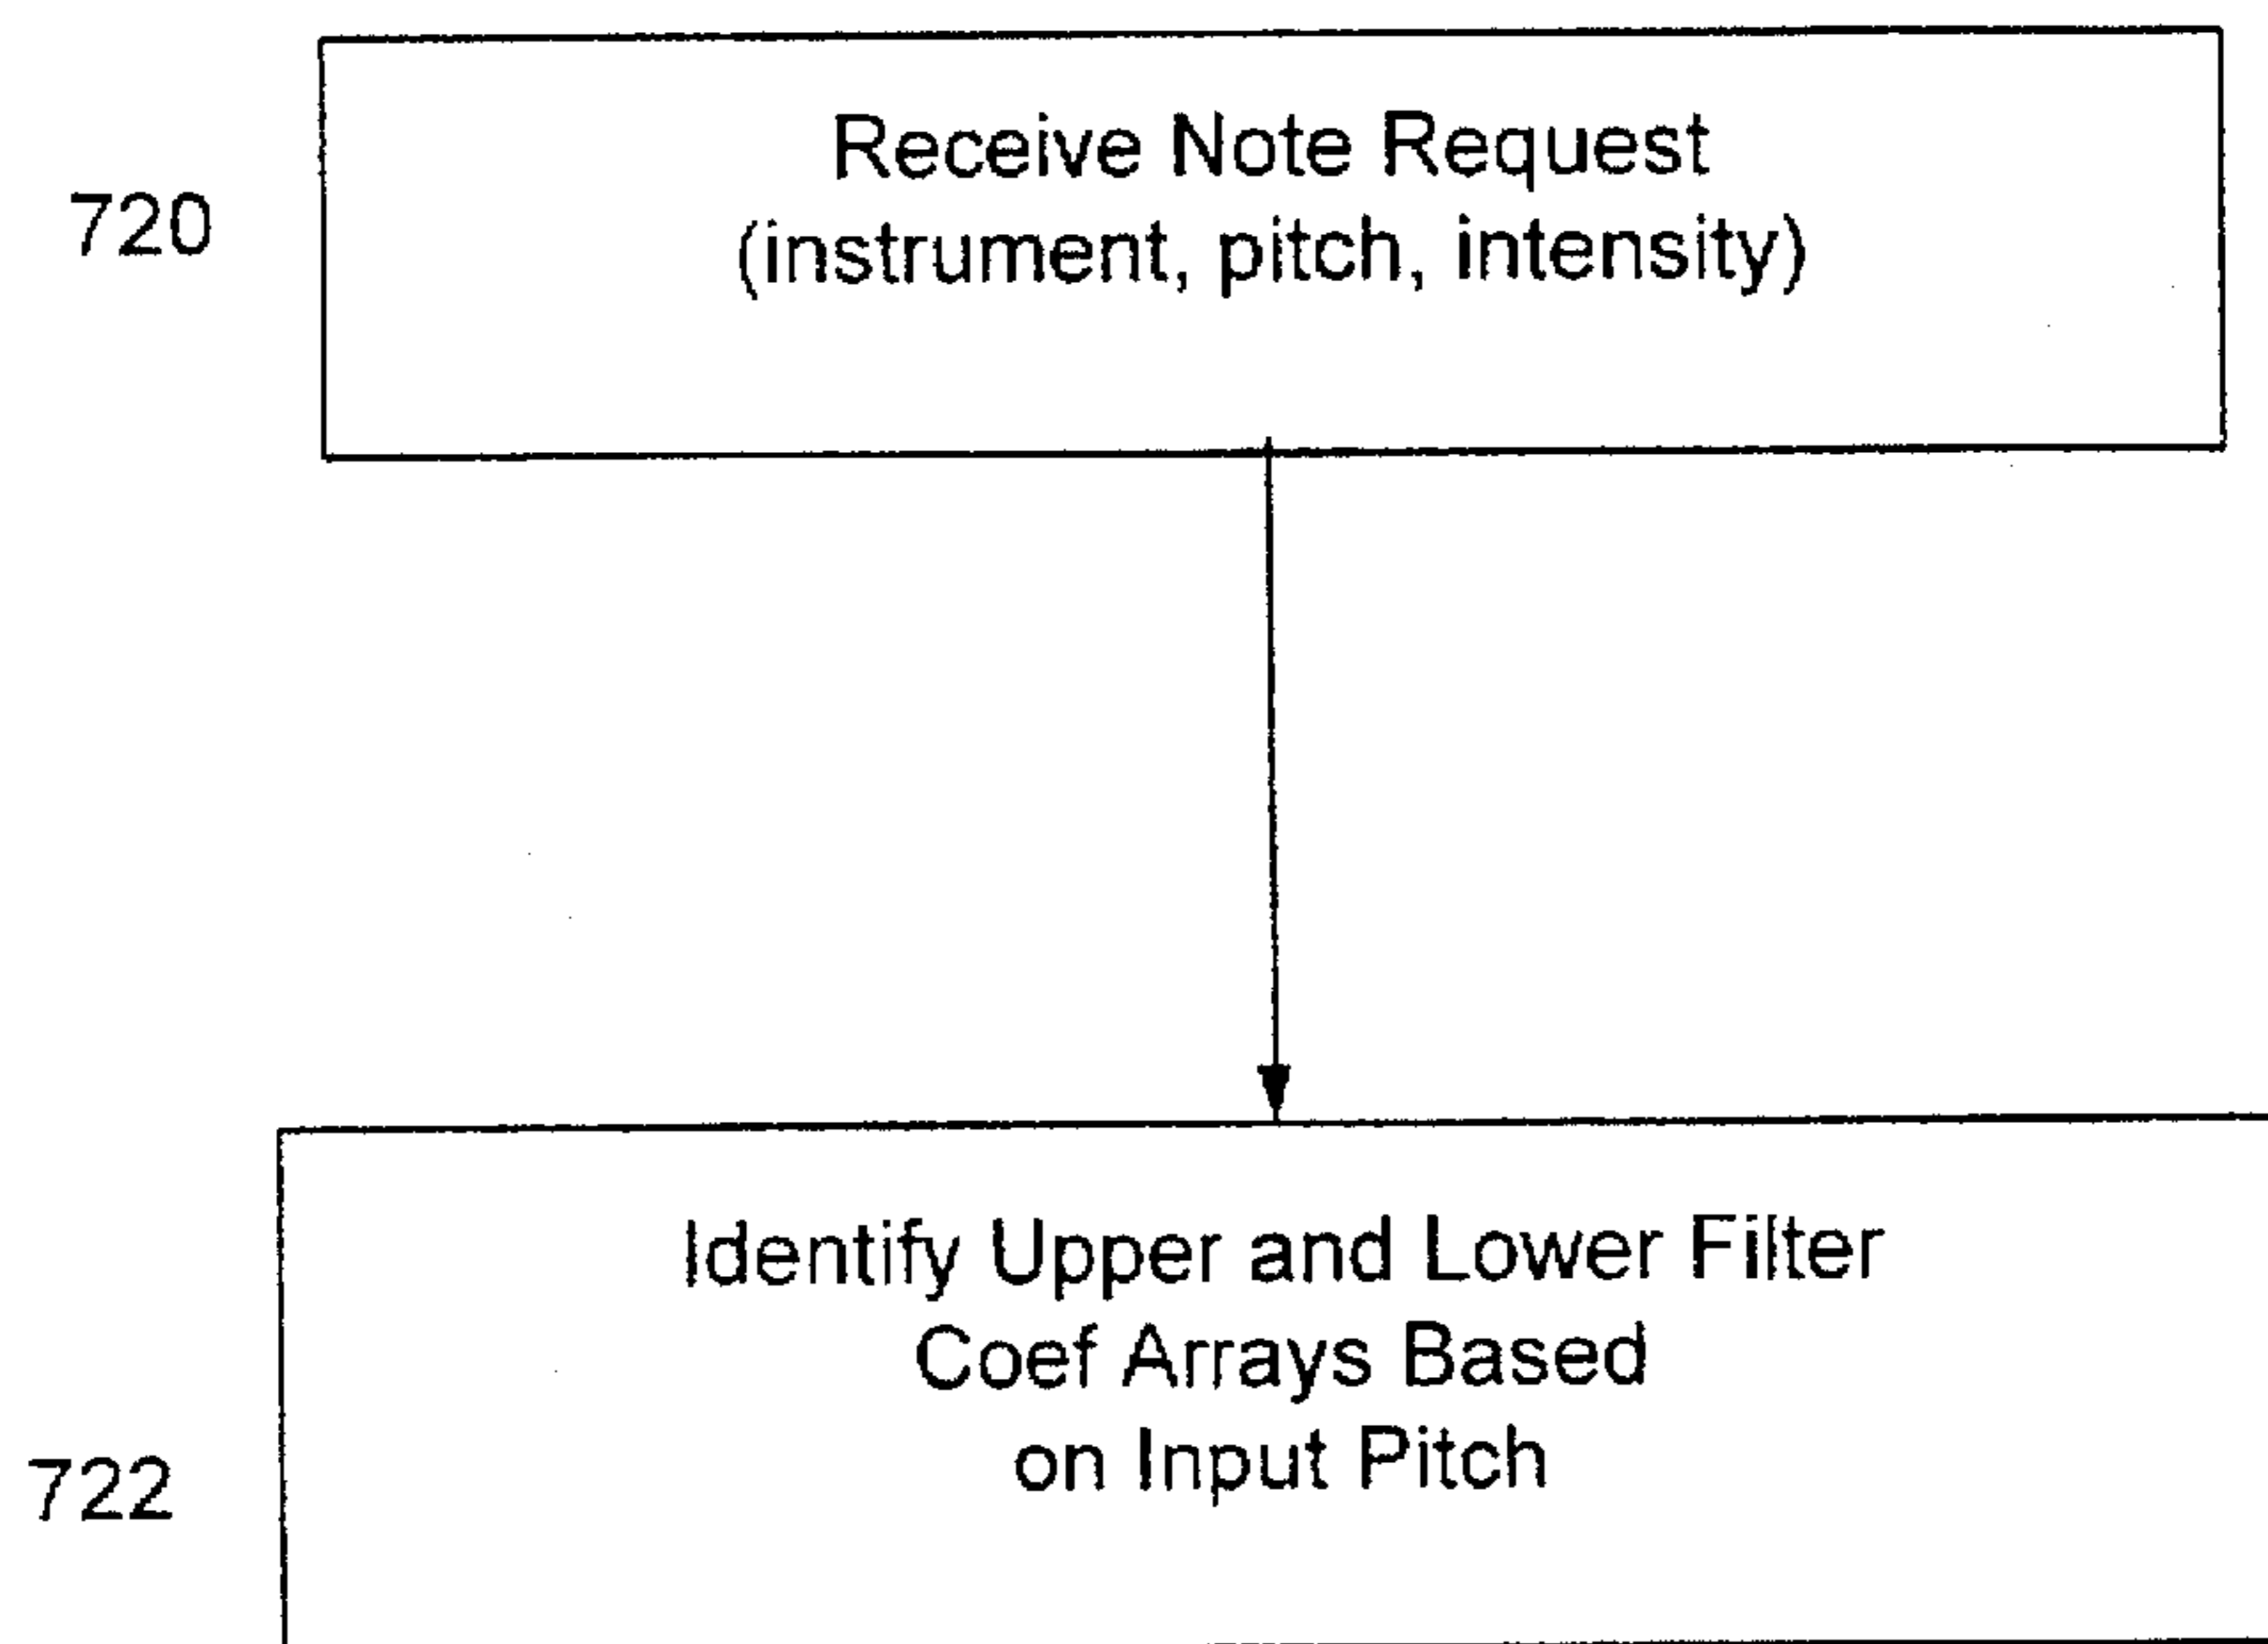 Receive Note Request
(instrument, pitch, intensity)
720
Identify Upper and Lower Filter
Coef Arrays Based
on Input Pitch
722